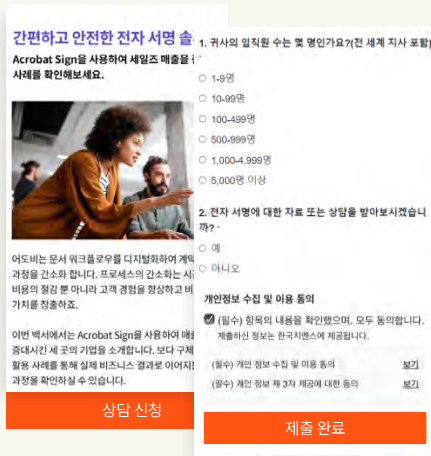 간편하고 안전한 전자 서명 솔
Acrobat Sign을 사용하여 세일즈 매출을
사례를 확인해보세요.
어도비는 문서 워크플로우를 디지털화하여 계약
과정을 간소화 합니다. 프로세스의 간소화는 시간
비용의 절감 뿐 아니라 고객 경험을 향상하고 비
가치를 창출하죠.
이번 백서에서는 Acrobat Sign을 사용하여 매출
증대시킨 세 곳의 기업을 소개합니다. 보다 구체
활용 사례를 통해 실제 비즈니스 결과로 이어지는
과정을 확인하실 수 있습니다.
상담 신청
1. 귀사의 임직원 수는 몇 명인가요?(전 세계 지사 포함)
1-9명
10-99명
100-499명
500-999명
1,000-4,999명
5,000명 이상
2. 전자 서명에 대한 자료 또는 상담을 받아보시겠습니
까?
예
아니오
개인정보 수집 및 이용 동의
(필수) 항목의 내용을 확인했으며, 모두 동의합니다.
제출하신 정보는 한국지멘스에 제공됩니다.
(필수) 개인 정보 수집 및 이용 동의 보기
(필수) 개인 정보 제 3자 제공에 대한 동의 보기
제출 완료